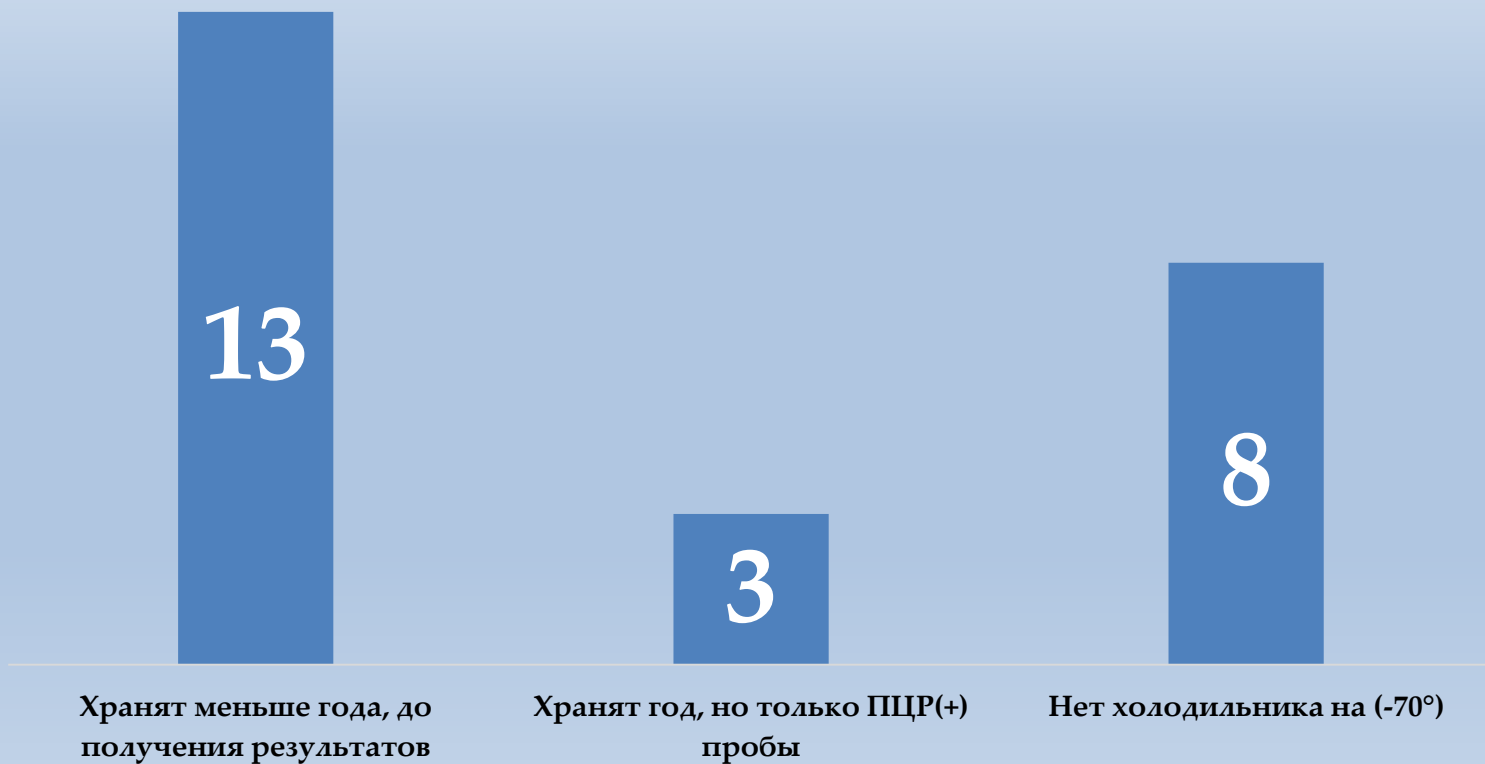 13
3
8
Хранят меньше года, до
получения результатов
Хранят год, но только ПЦР(+)
пробы
Нет холодильника на (-70°)